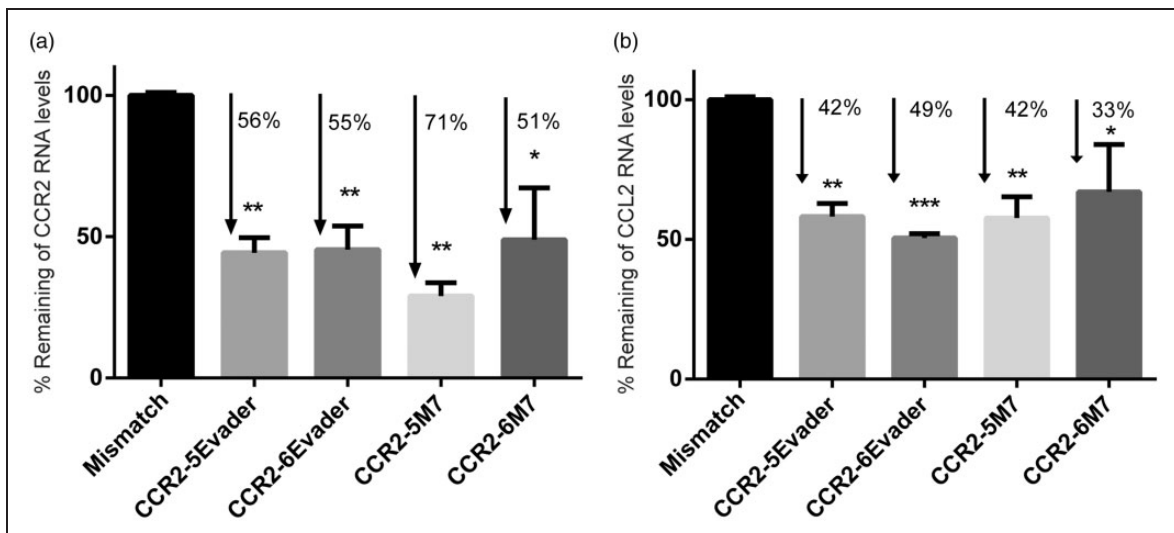 (a)
% Remaining of CCR2 RNA levels
100
50
0
56%
55%
71%
51%
**
**
**
*
Mismatch
CCR2-5Evader
CCR2-6Evader
CCR2-5M7
CCR2-6M7
(b)
% Remaining of CCL2 RNA levels
100
50
0
42%
49%
42%
33%
**
***
**
*
Mismatch
CCR2-5Evader
CCR2-6Evader
CCR2-5M7
CCR2-6M7